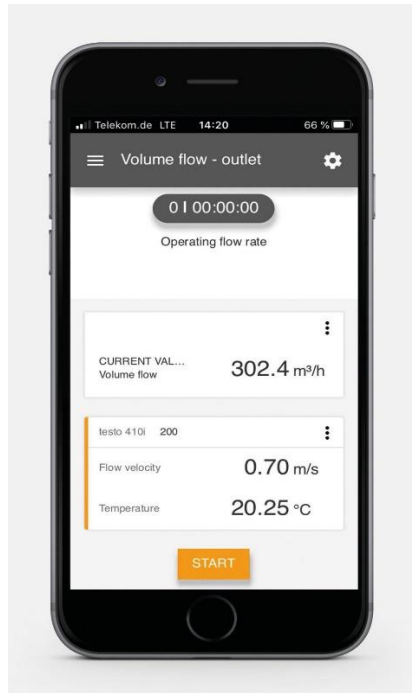 Telekom.de LTE 14:20 66 %
Volume flow - outlet
0 | 00:00:00
Operating flow rate
CURRENT VAL...
Volume flow 302.4 m³/h
testo 410i 200
Flow velocity 0.70 m/s
Temperature 20.25 °C
START